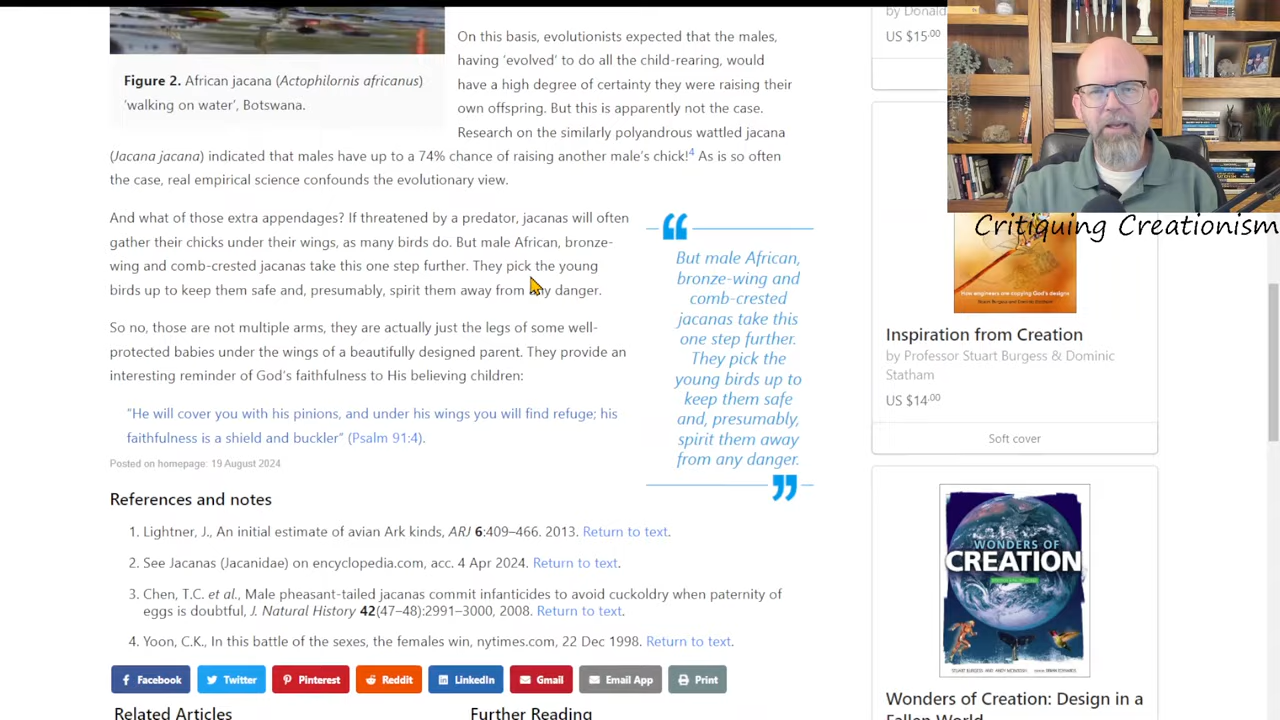 by Donald
US $15.00
On this basis, evolutionists expected that the males,
having ‘evolved’ to do all the child-rearing, would
have a high degree of certainty they were raising their
own offspring. But this is apparently not the case.
Research on the similarly polyandrous wattled jacana
(Jacana jacana) indicated that males have up to a 74% chance of raising another male’s chick!4 As is so often
the case, real empirical science confounds the evolutionary view.
Figure 2. African jacana (Actophilornis africanus)
‘walking on water’, Botswana.
And what of those extra appendages? If threatened by a predator, jacanas will often
gather their chicks under their wings, as many birds do. But male African, bronze-
wing and comb-crested jacanas take this one step further. They pick the young
birds up to keep them safe and, presumably, spirit them away from any danger.
So no, those are not multiple arms, they are actually just the legs of some well-
protected babies under the wings of a beautifully designed parent. They provide an
interesting reminder of God’s faithfulness to His believing children:
“He will cover you with his pinions, and under his wings you will find refuge; his
faithfulness is a shield and buckler” (Psalm 91:4).
Posted on homepage: 19 August 2024
“
But male African,
bronze-wing and
comb-crested
jacanas take this
one step further.
They pick the
young birds up to
keep them safe
and, presumably,
spirit them away
from any danger.
”
References and notes
1. Lightner, J., An initial estimate of avian Ark kinds, ARJ 6:409–466. 2013. Return to text.
2. See Jacanas (Jacanidae) on encyclopedia.com, acc. 4 Apr 2024. Return to text.
3. Chen, T.C. et al., Male pheasant-tailed jacanas commit infanticides to avoid cuckoldry when paternity of
eggs is doubtful, J. Natural History 42(47–48):2991–3000, 2008. Return to text.
4. Yoon, C.K., In this battle of the sexes, the females win, nytimes.com, 22 Dec 1998. Return to text.
Facebook
Twitter
Pinterest
Reddit
LinkedIn
Gmail
Email App
Print
Related Articles
Further Reading
Critiquing Creationism
how engineers are copying God's designs
Inspiration from Creation
by Professor Stuart Burgess & Dominic
Statham
US $14.00
Soft cover
WONDERS OF
CREATION
Wonders of Creation: Design in a
Fallen World